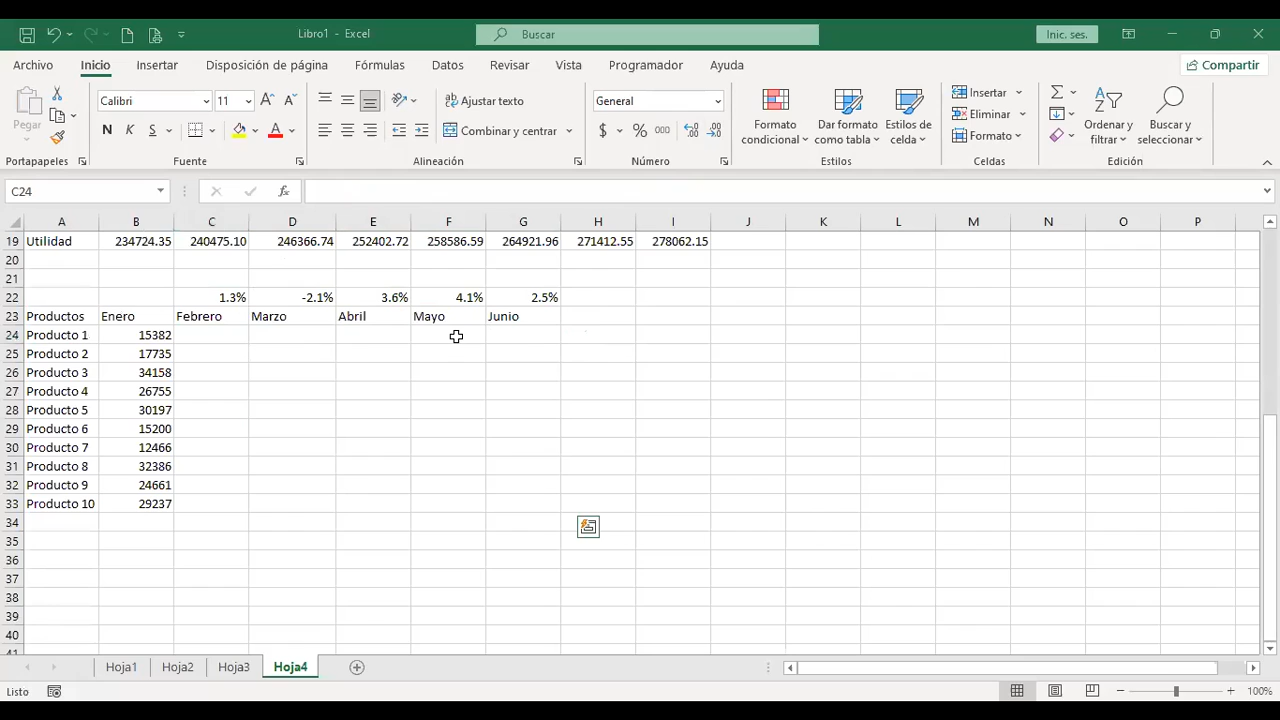 Libro1 - Excel
Buscar
Inic. ses.
Archivo Inicio Insertar Disposición de página Fórmulas Datos Revisar Vista Programador Ayuda Compartir
Pegar
Portapapeles
Calibri 11
N K S A
Fuente
Ajustar texto
Combinar y centrar
Alineación
General
$ % 000
Número
Formato condicional
Dar formato como tabla
Estilos de celda
Estilos
Insertar
Eliminar
Formato
Celdas
Ordenar y filtrar
Buscar y seleccionar
Edición
C24 fx
A B C D E F G H I J K L M N O P
19 Utilidad 234724.35 240475.10 246366.74 252402.72 258586.59 264921.96 271412.55 278062.15
20
21
22 1.3% -2.1% 3.6% 4.1% 2.5%
23 Productos Enero Febrero Marzo Abril Mayo Junio
24 Producto 1 15382
25 Producto 2 17735
26 Producto 3 34158
27 Producto 4 26755
28 Producto 5 30197
29 Producto 6 15200
30 Producto 7 12466
31 Producto 8 32386
32 Producto 9 24661
33 Producto 10 29237
34
35
36
37
38
39
40
41
Hoja1 Hoja2 Hoja3 Hoja4
Listo 100%